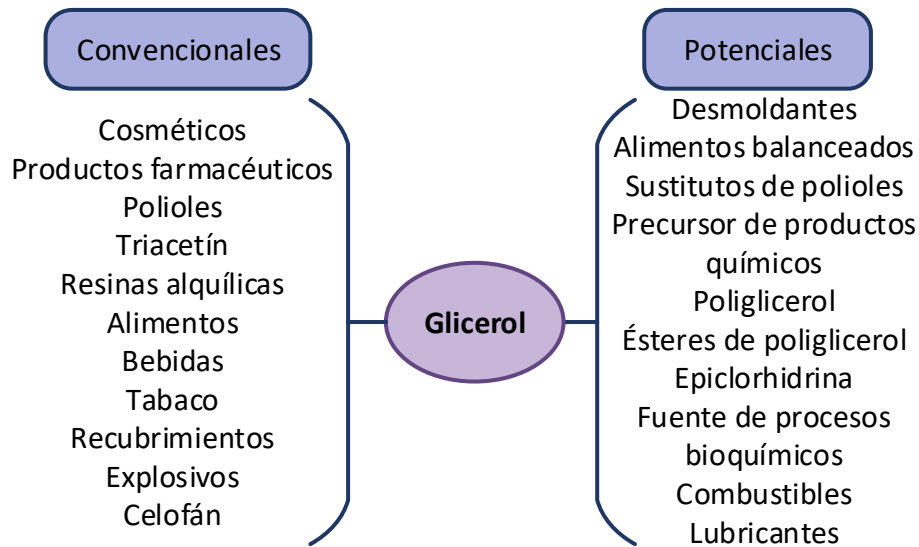 Convencionales
Cosméticos
Productos farmacéuticos
Polioles
Triacetín
Resinas alquílicas
Alimentos
Bebidas
Tabaco
Recubrimientos
Explosivos
Celofán
Glicerol
Potenciales
Desmoldantes
Alimentos balanceados
Sustitutos de polioles
Precursor de productos
químicos
Poliglicerol
Ésteres de poliglicerol
Epiclorhidrina
Fuente de procesos
bioquímicos
Combustibles
Lubricantes